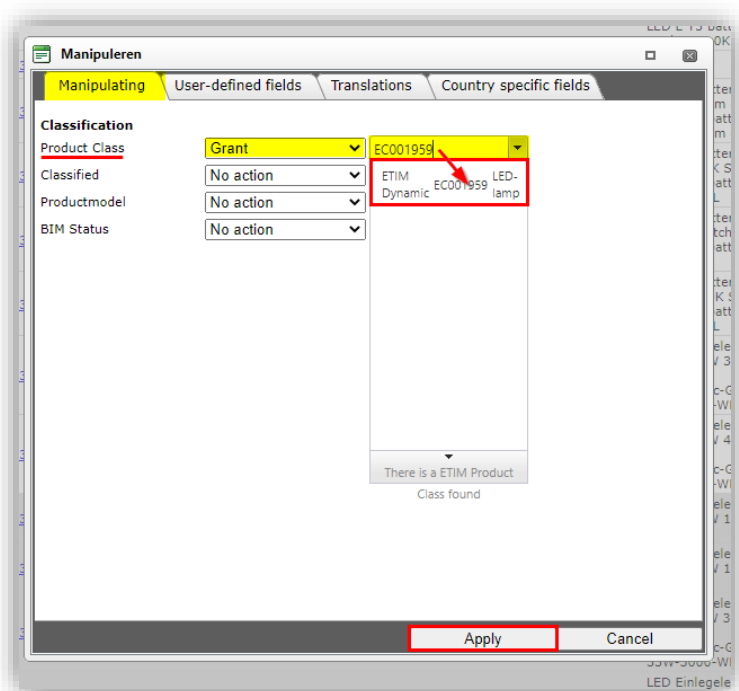 Manipuleren
Manipulating User-defined fields Translations Country specific fields
Classification
Product Class Grant EC001959
Classified No action
Productmodel No action
BIM Status No action
ETIM Dynamic EC001959 LED-lamp
There is a ETIM Product
Class found
Apply Cancel
LED Einlegele